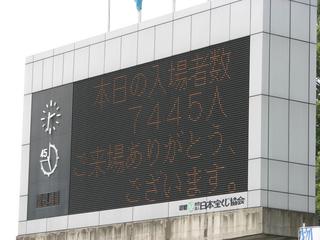 本日の入場者数
7445人
ご来場ありがとう、
ございます。
45
日本宝くじ協会